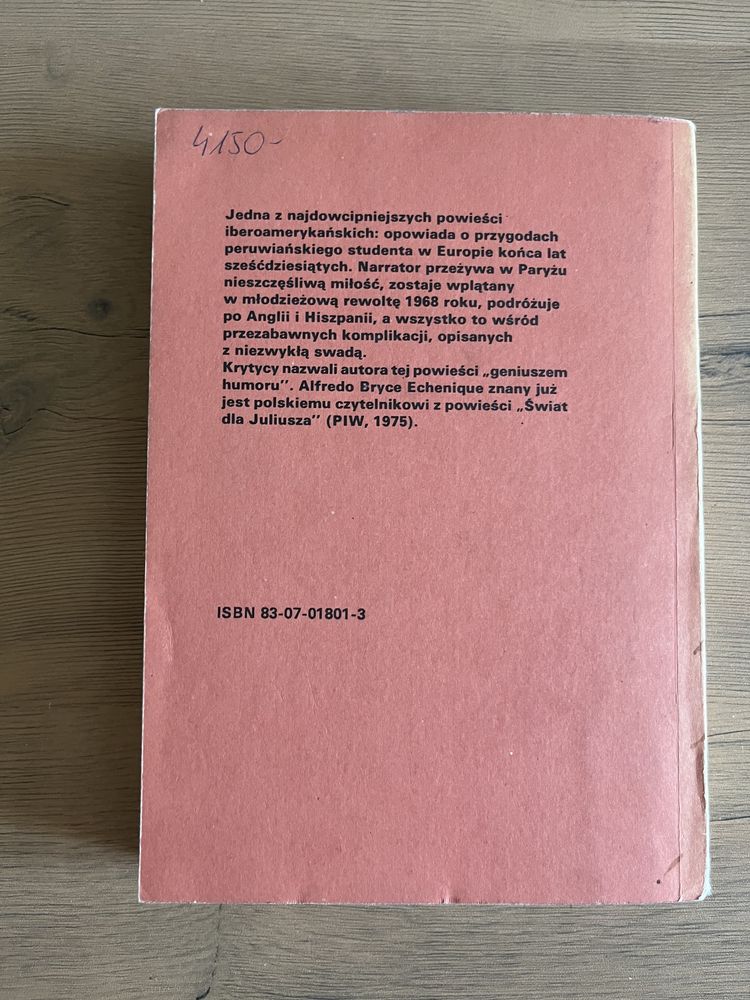 4150-
Jedna z najdowcipniejszych powieści
iberoamerykańskich: opowiada o przygodach
peruwiańskiego studenta w Europie końca lat
sześćdziesiątych. Narrator przeżywa w Paryżu
nieszczęśliwą miłość, zostaje wplątany
w młodzieżową rewoltę 1968 roku, podróżuje
po Anglii i Hiszpanii, a wszystko to wśród
przezabawnych komplikacji, opisanych
z niezwykłą swadą.
Krytycy nazwali autora tej powieści „geniuszem
humoru”. Alfredo Bryce Echenique znany już
jest polskiemu czytelnikowi z powieści „Świat
dla Juliusza” (PIW, 1975).
ISBN 83-07-01801-3